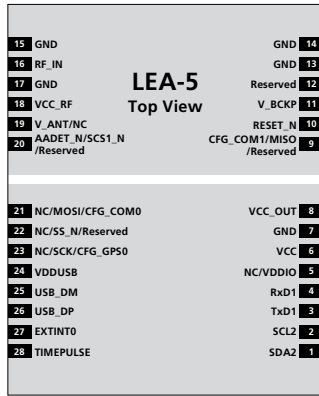 15 GND GND 14
16 RF_IN GND 13
17 GND LEA-5 Reserved 12
18 VCC_RF Top View V_BCKP 11
19 V_ANT/NC RESET_N 10
20 AADET_N/SCS1_N CFG_COM1/MISO 9
/Reserved /Reserved
21 NC/MOSI/CFG_COM0 VCC_OUT 8
22 NC/SS_N/Reserved GND 7
23 NC/SCK/CFG_GPS0 VCC 6
24 VDDUSB NC/VDDIO 5
25 USB_DM RxD1 4
26 USB_DP TxD1 3
27 EXTINT0 SCL2 2
28 TIMEPULSE SDA2 1